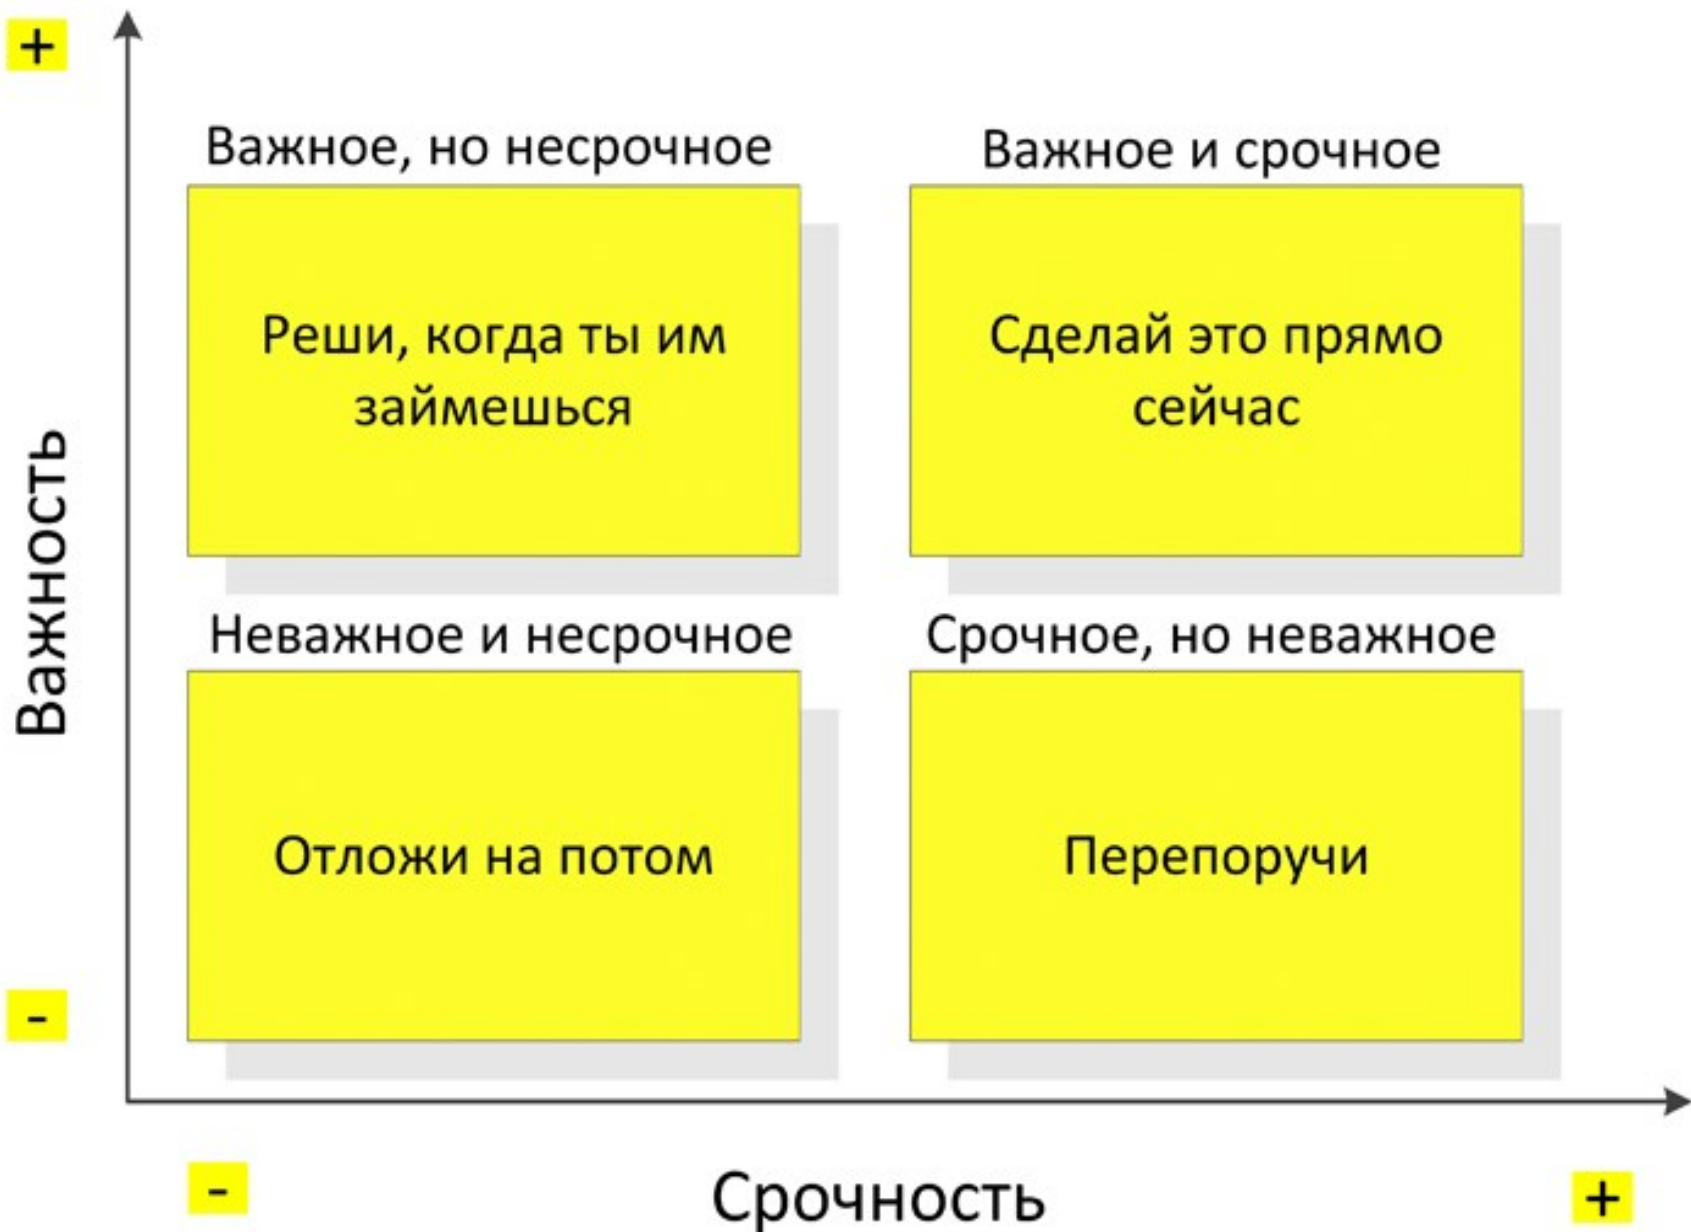 +
Важное, но несрочное
Важное и срочное
Реши, когда ты им
займешься
Сделай это прямо
сейчас
Важность
Неважное и несрочное
Срочное, но неважное
Отложи на потом
Перепоручи
-
-
Срочность
+